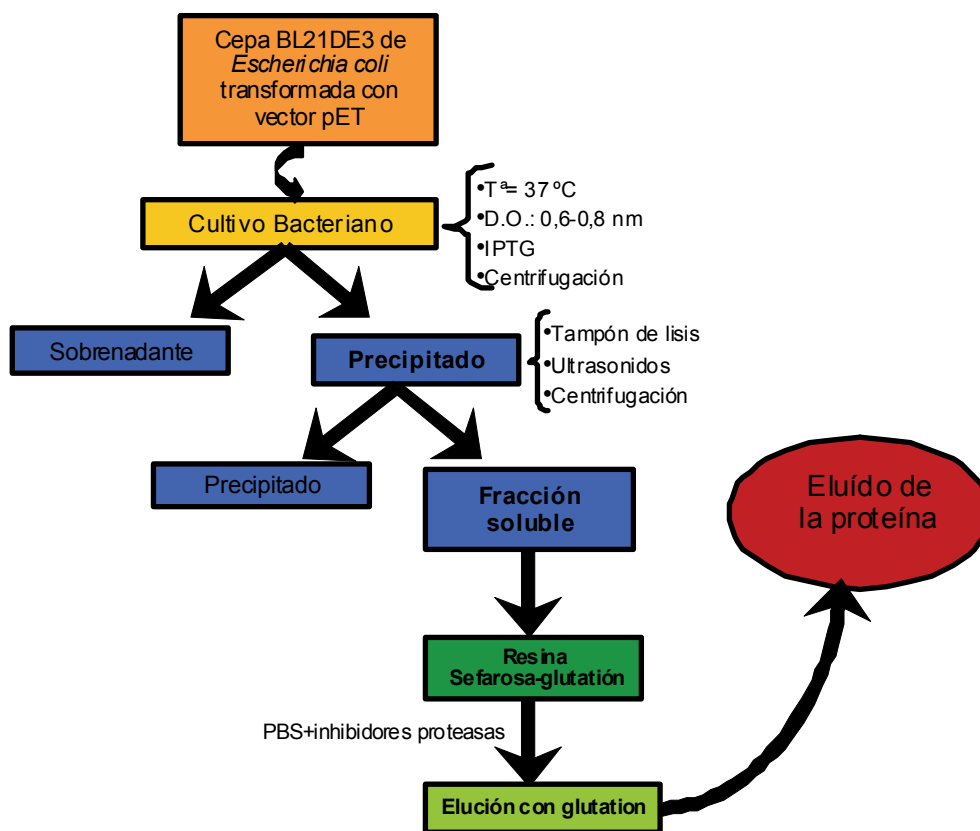 Cepa BL21DE3 de
Escherichia coli
transformada con
vector pET
Cultivo Bacteriano
•Tª= 37 ºC
•D.O.: 0,6-0,8 nm
•IPTG
•Centrifugación
Sobrenadante
Precipitado
•Tampón de lisis
•Ultrasonidos
•Centrifugación
Precipitado
Fracción
soluble
Eluído de
la proteína
Resina
Sefarosa-glutatión
PBS+inhibidores proteasas
Elución con glutation